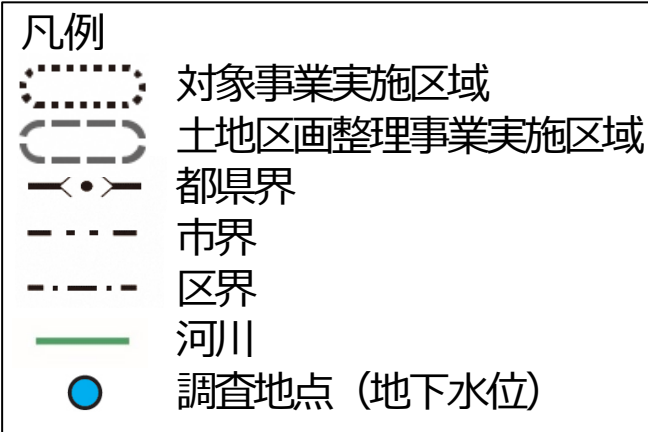 凡例
対象事業実施区域
土地区画整理事業実施区域
都県界
市界
区界
河川
調査地点（地下水位）